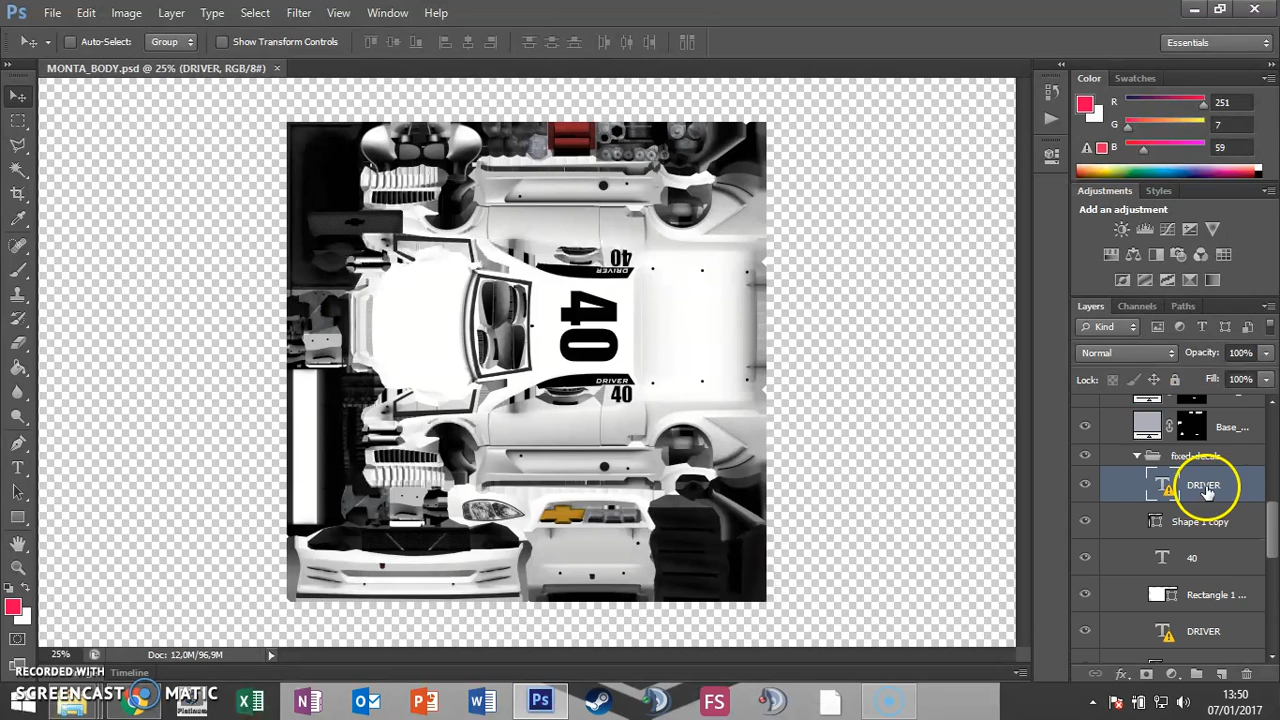 Ps File Edit Image Layer Type Select Filter 3D View Window Help
Auto-Select: Group Show Transform Controls Essentials
MONTA_BODY.psd @ 25% (DRIVER, RGB/8#) ×
Color Swatches
R 251
G 7
B 59
Adjustments Styles
Add an adjustment
Layers Channels Paths
Kind
Normal Opacity: 100%
Lock: Fill: 100%
Base_...
fixed-decals
DRIVER
Shape 1 copy
40
Rectangle 1 ...
DRIVER
40
DRIVER
40
DRIVER
40
25% Doc: 12,0M/96,9M
Timeline
RECORDED WITH
SCREENCAST MATIC
Platinum
Ps
FS
13:50
07/01/2017